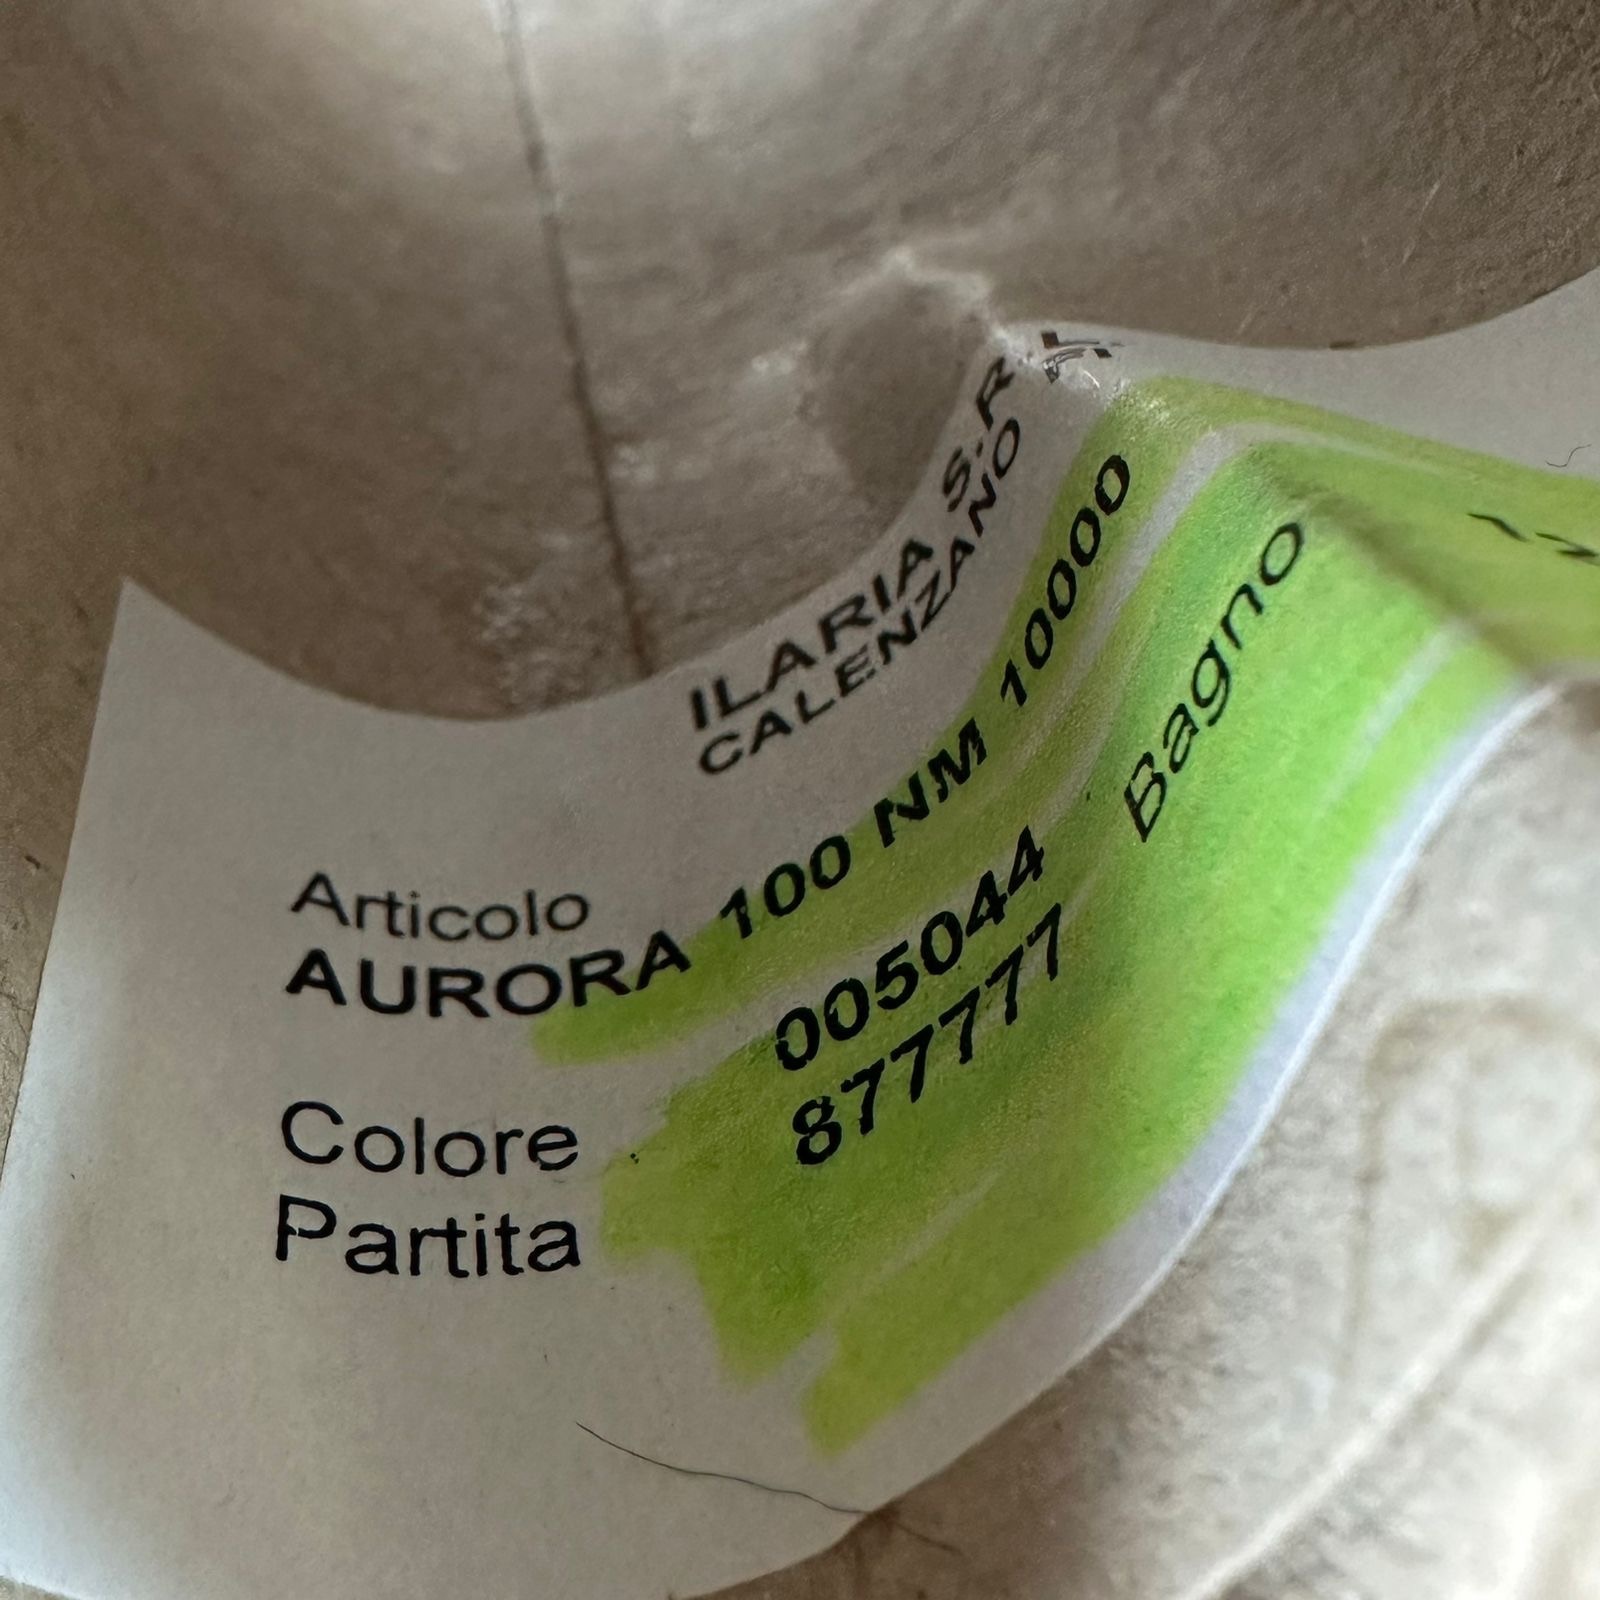 ILARIA S.R.L.
CALENZANO
Articolo
AURORA 100 NM 10000
Colore 005044
Partita 877777 Bagno